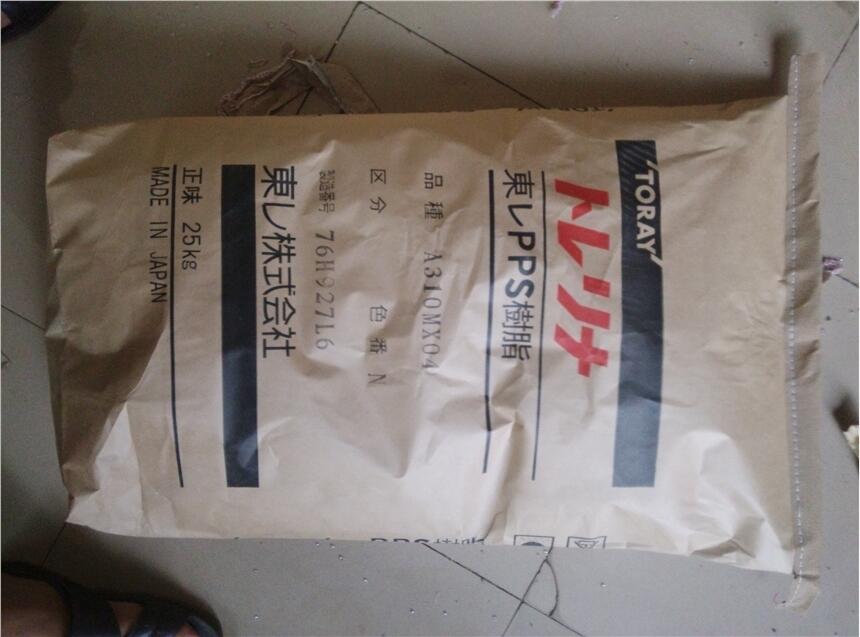 TORAY
トレリナ
東レPPS樹脂
品種 A310MX04
区分 色番 N
製造番号 76H927L6
東レ株式会社
正味 25kg
MADE IN JAPAN